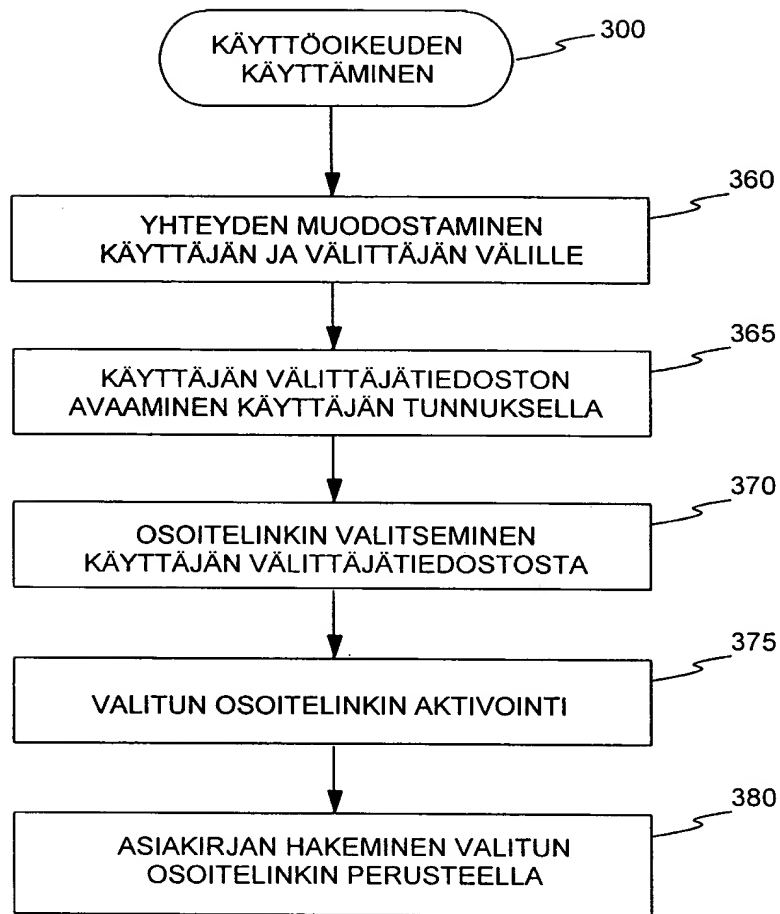 KÄYTTÖOIKEUDEN
KÄYTTÄMINEN
300
360
YHTEYDEN MUODOSTAMINEN
KÄYTTÄJÄN JA VÄLITTÄJÄN VÄLILLE
365
KÄYTTÄJÄN VÄLITTÄJÄTIEDOSTON
AVAAMINEN KÄYTTÄJÄN TUNNUKSELLA
370
OSOITELINKIN VALITSEMINEN
KÄYTTÄJÄN VÄLITTÄJÄTIEDOSTOSTA
375
VALITUN OSOITELINKIN AKTIVOINTI
380
ASIAKIRJAN HAKEMINEN VALITUN
OSOITELINKIN PERUSTEELLA